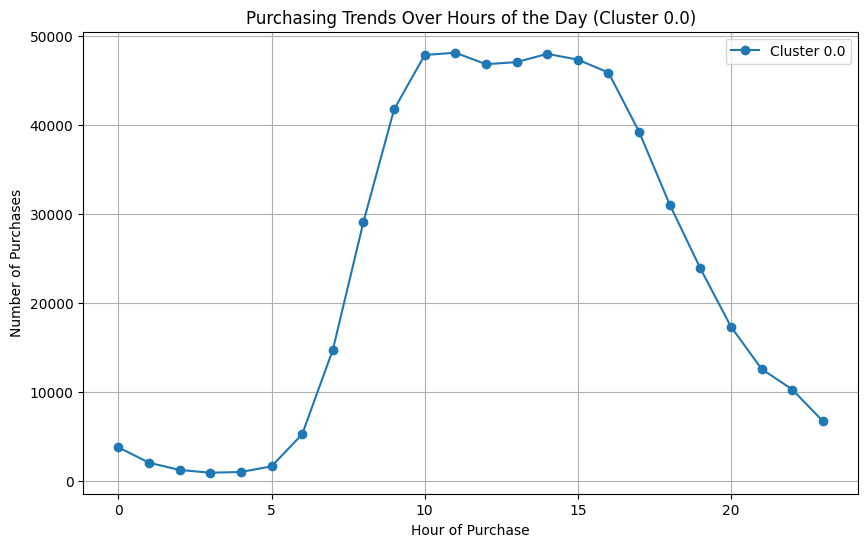 Purchasing Trends Over Hours of the Day (Cluster 0.0)
Cluster 0.0
Number of Purchases
50000
40000
30000
20000
10000
0
0 5 10 15 20
Hour of Purchase